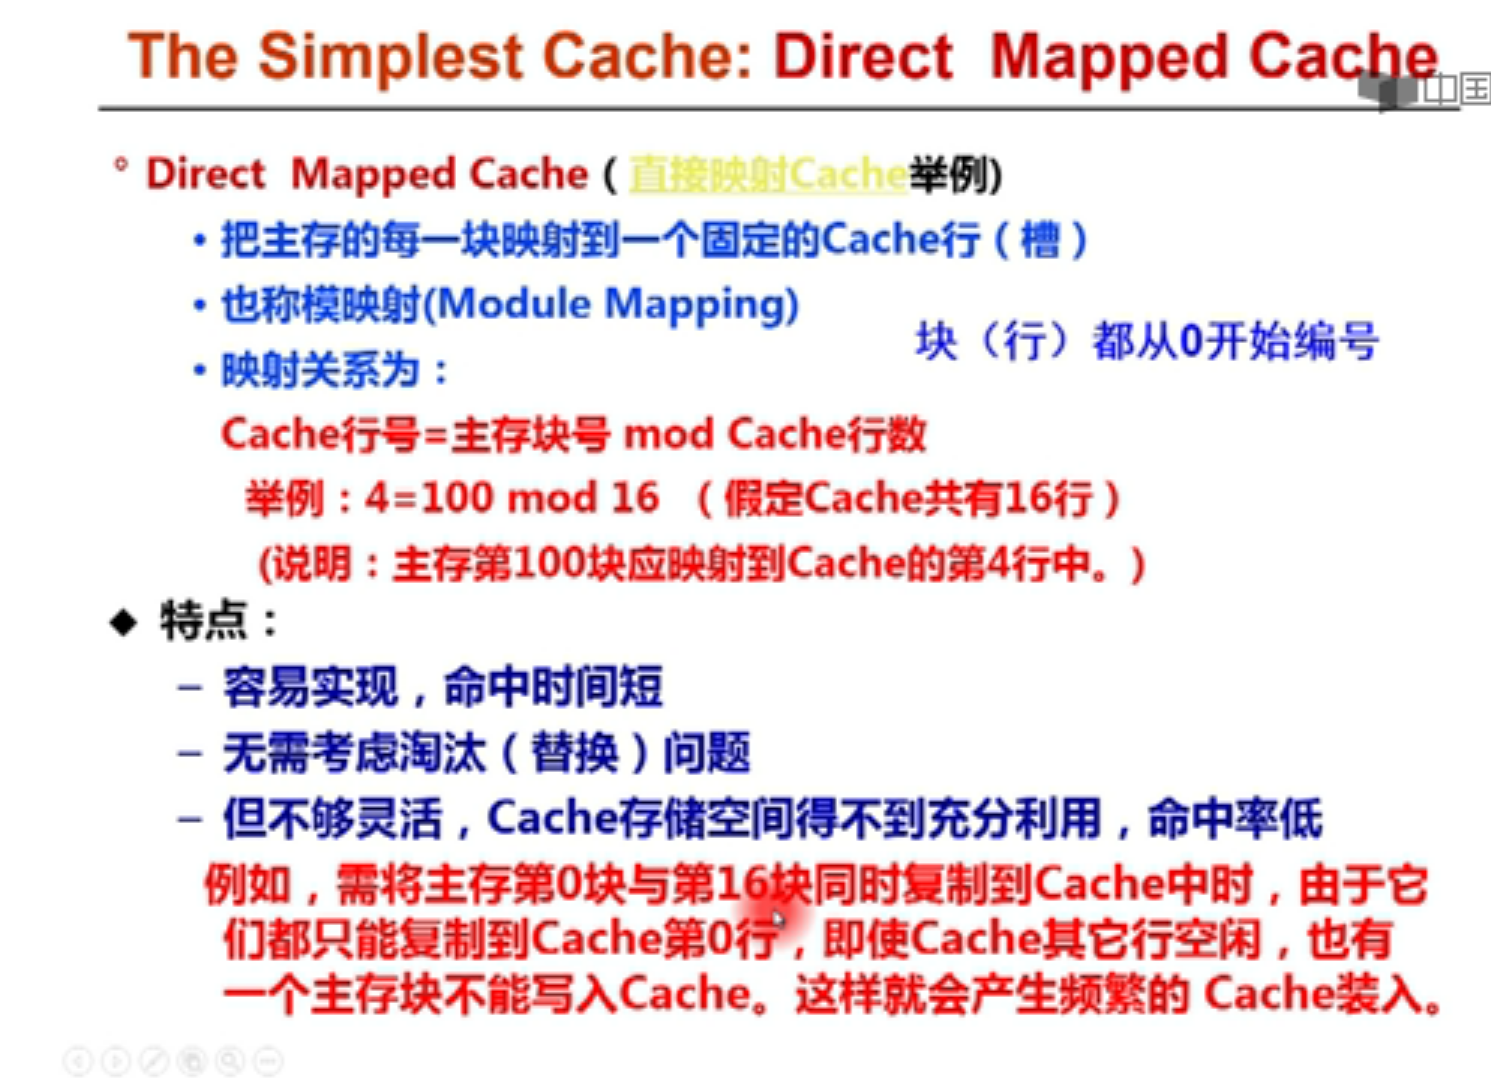 The Simplest Cache: Direct Mapped Cache
中国
° Direct Mapped Cache ( 直接映射Cache举例)
• 把主存的每一块映射到一个固定的Cache行（槽）
• 也称模映射(Module Mapping)
块（行）都从0开始编号
• 映射关系为：
Cache行号=主存块号 mod Cache行数
举例：4=100 mod 16 （假定Cache共有16行）
(说明：主存第100块应映射到Cache的第4行中。)
◆ 特点：
– 容易实现，命中时间短
– 无需考虑淘汰（替换）问题
– 但不够灵活，Cache存储空间得不到充分利用，命中率低
例如，需将主存第0块与第16块同时复制到Cache中时，由于它
们都只能复制到Cache第0行，即使Cache其它行空闲，也有
一个主存块不能写入Cache。这样就会产生频繁的 Cache装入。